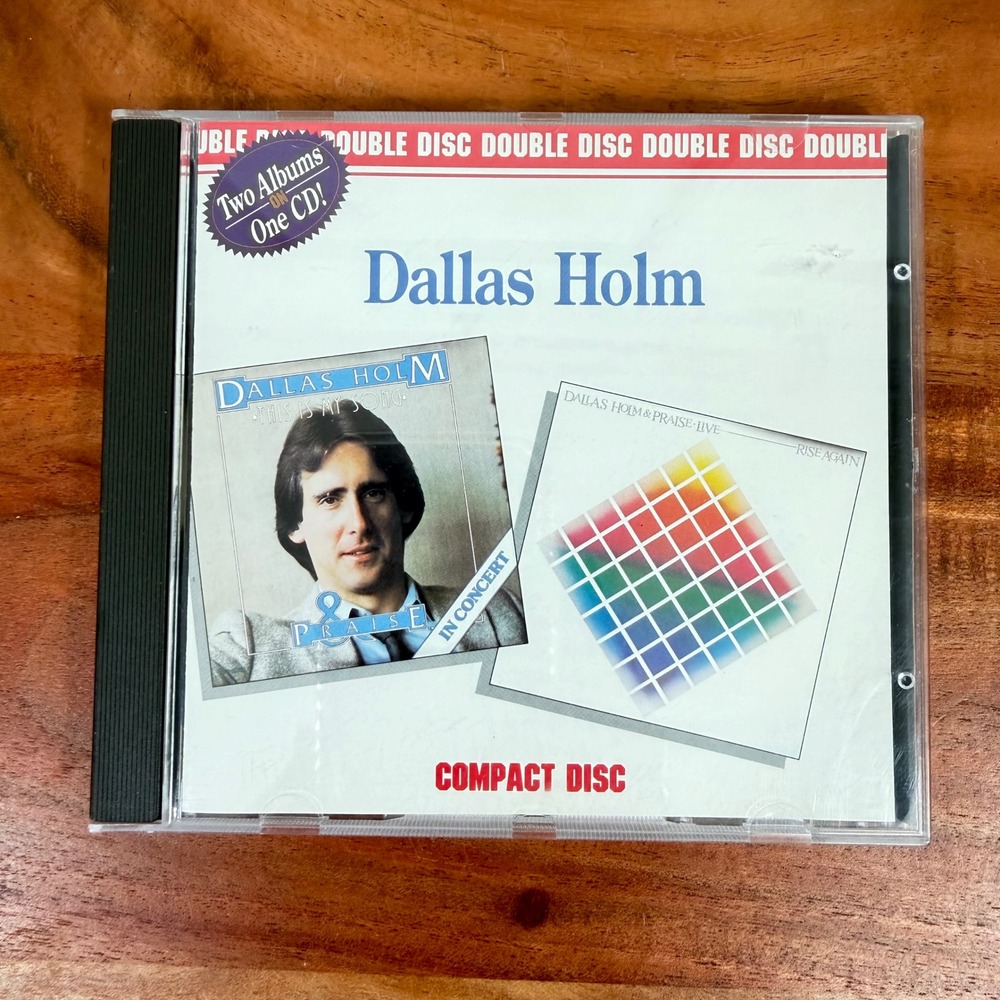 UBLE DISC DOUBLE DISC DOUBLE DISC DOUBLE DISC DOUBL
Two Albums
ON
One CD!
Dallas Holm
DALLAS HOLM
·THIS IS MY SONG·
&
PRAISE
IN CONCERT
DALLAS HOLM & PRAISE·LIVE
RISE AGAIN
COMPACT DISC